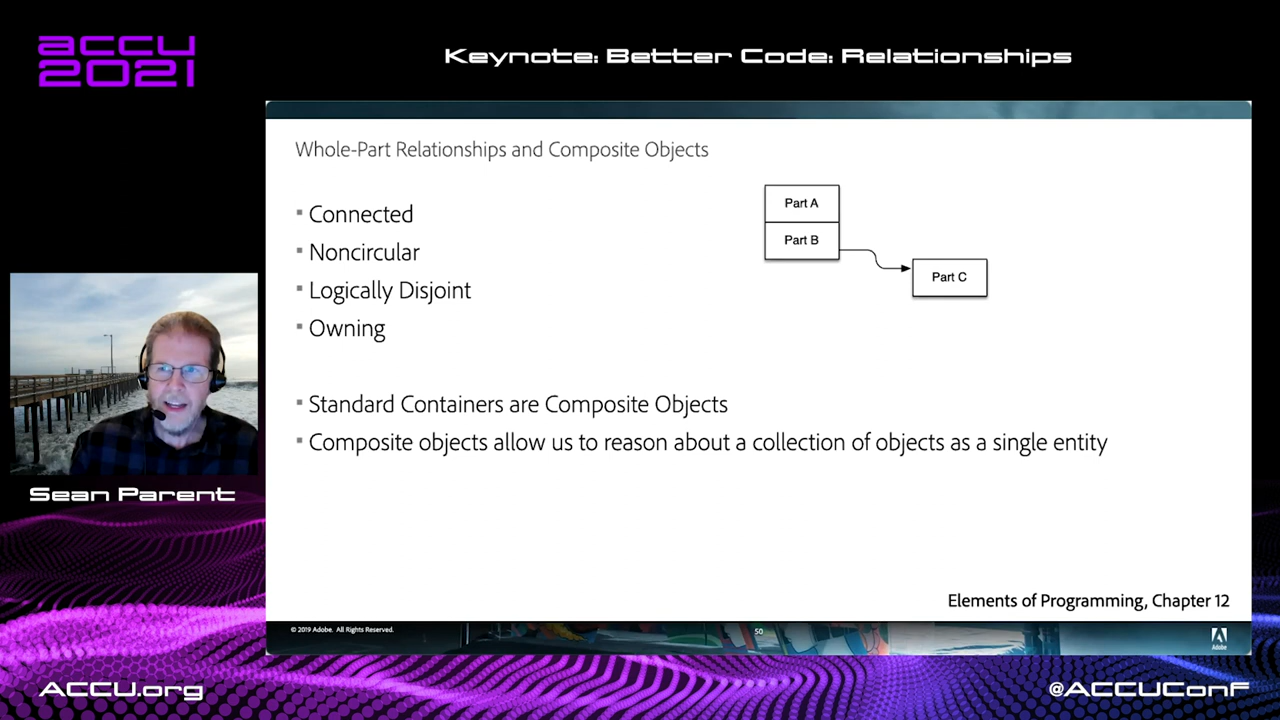 accu
2021
Keynote: Better Code: Relationships
Whole-Part Relationships and Composite Objects
▪ Connected
▪ Noncircular
▪ Logically Disjoint
▪ Owning
▪ Standard Containers are Composite Objects
▪ Composite objects allow us to reason about a collection of objects as a single entity
Part A
Part B
Part C
Elements of Programming, Chapter 12
© 2019 Adobe. All Rights Reserved.
50
Adobe
Sean Parent
ACCU.org
@ACCUConf